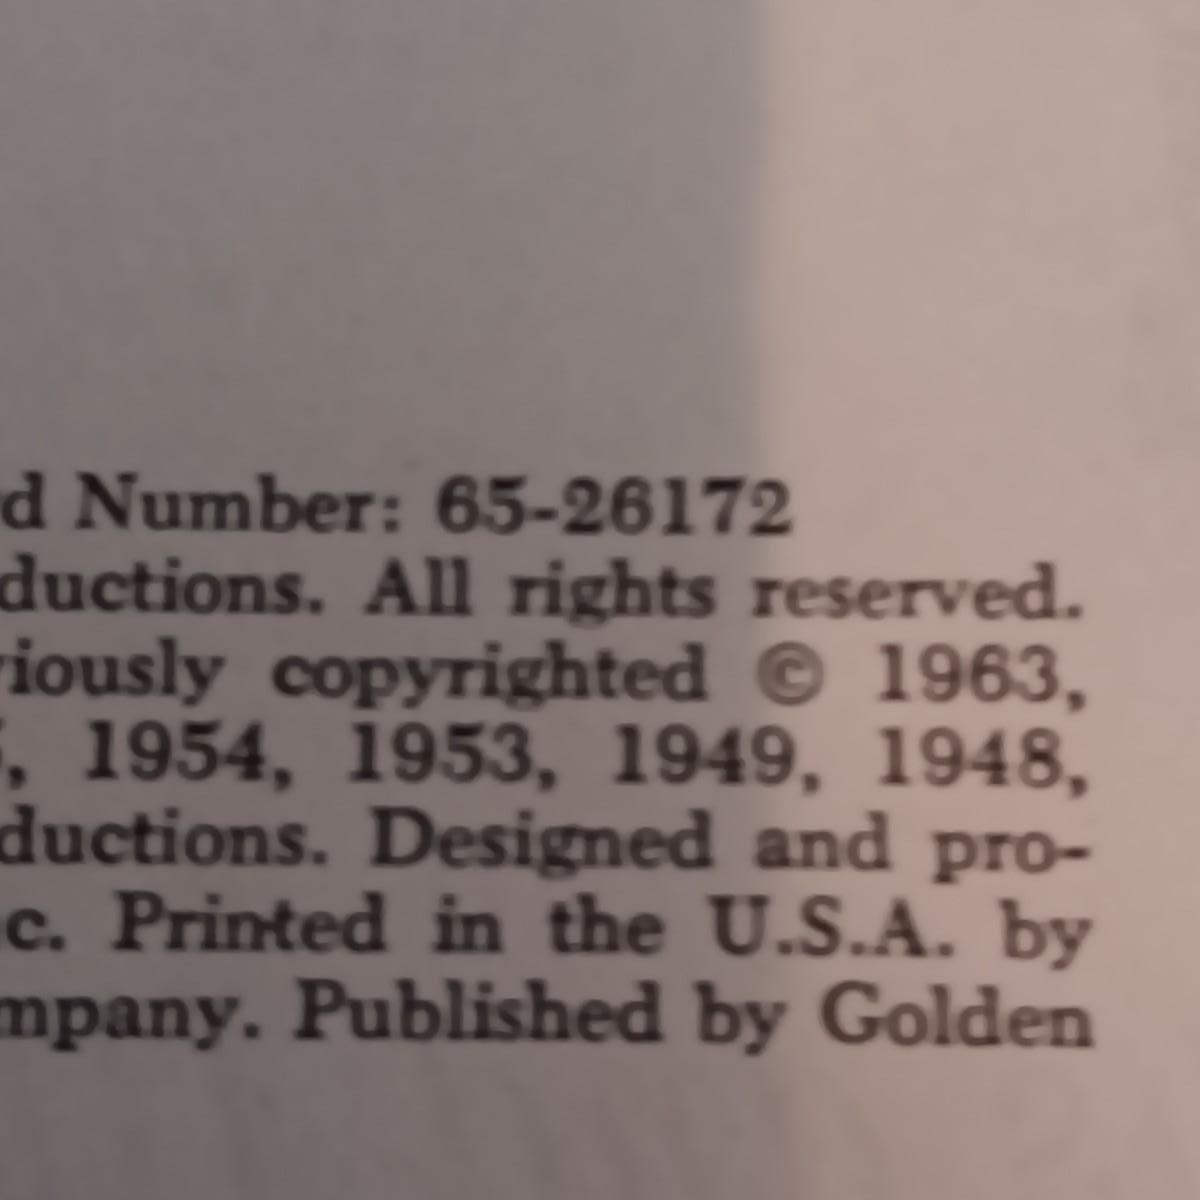 d Number: 65-26172
ductions. All rights reserved.
viously copyrighted © 1963,
, 1954, 1953, 1949, 1948,
ductions. Designed and pro-
c. Printed in the U.S.A. by
mpany. Published by Golden